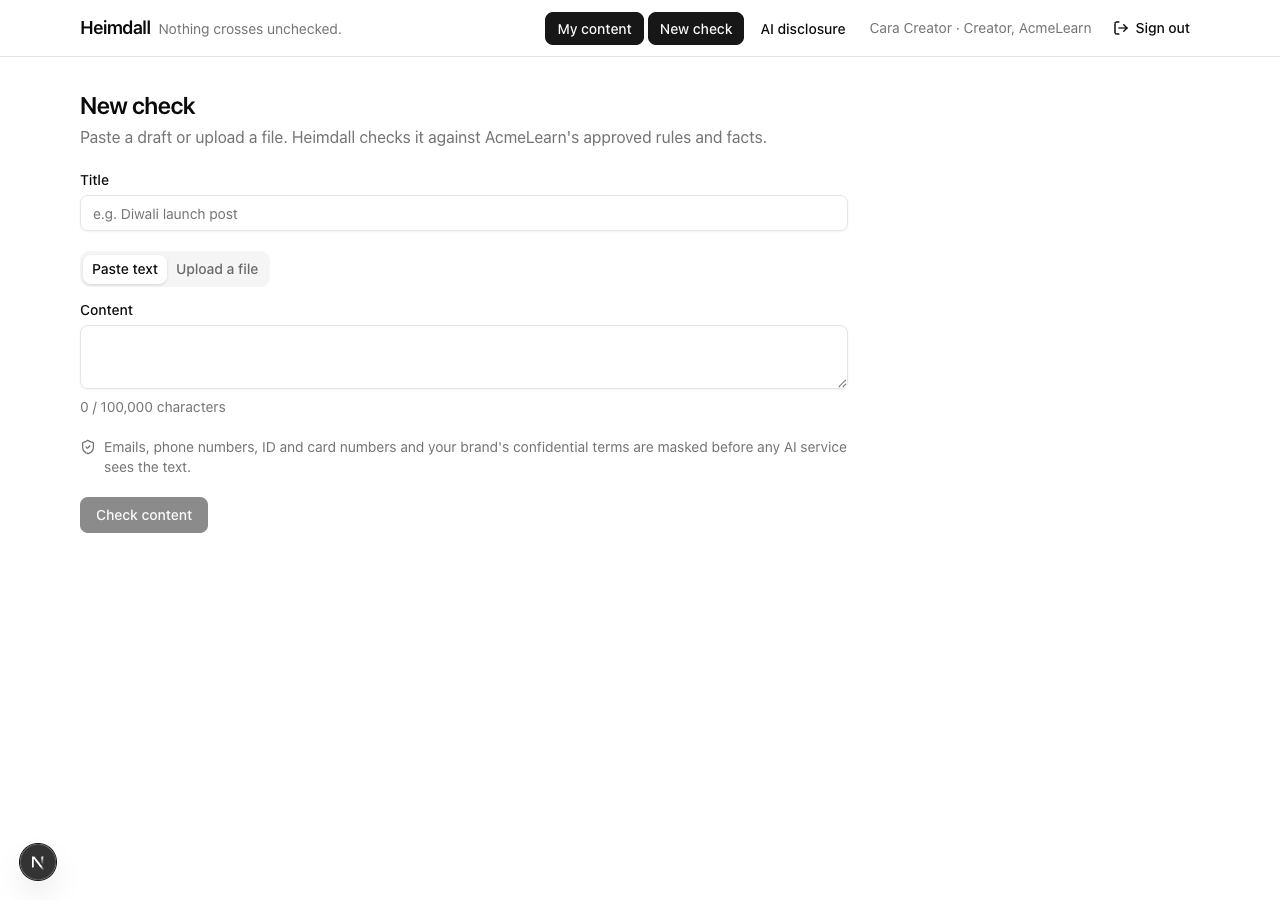 Heimdall Nothing crosses unchecked. My content New check AI disclosure Cara Creator · Creator, AcmeLearn Sign out
New check
Paste a draft or upload a file. Heimdall checks it against AcmeLearn's approved rules and facts.
Title
e.g. Diwali launch post
Paste text Upload a file
Content
0 / 100,000 characters
Emails, phone numbers, ID and card numbers and your brand's confidential terms are masked before any AI service
sees the text.
Check content
N